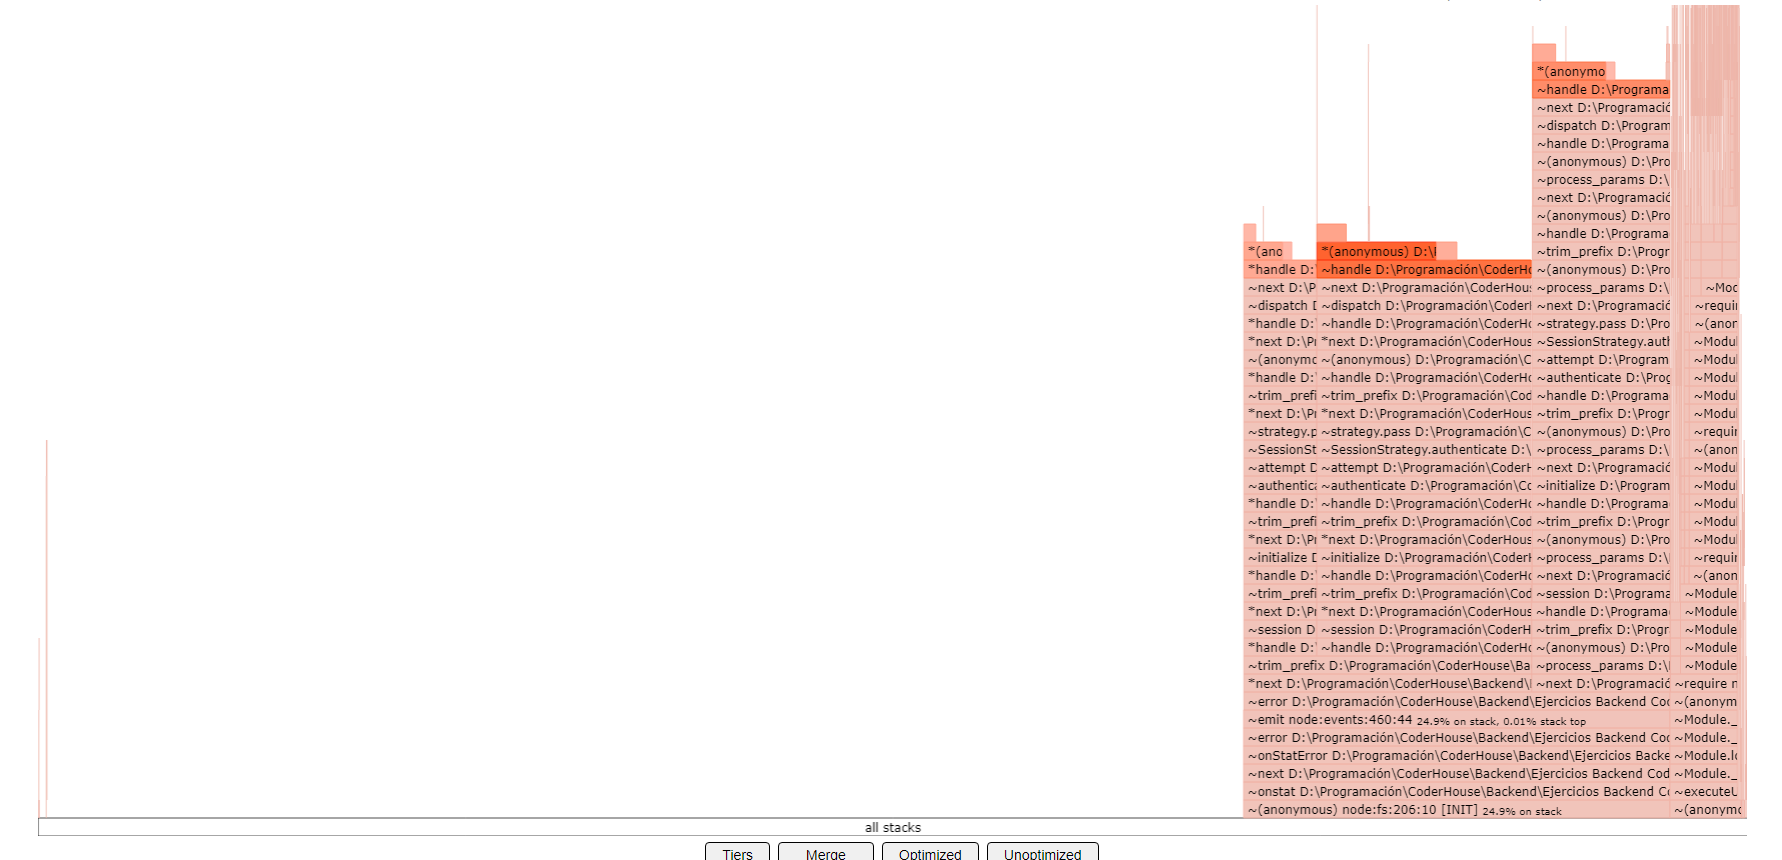 *(anonymo
~handle D:\Programa
~next D:\Programació
~dispatch D:\Program
~handle D:\Programa
~(anonymous) D:\Pro
~process_params D:\
~next D:\Programació
~(anonymous) D:\Pro
~handle D:\Programa
*(ano *(anonymous) D:\ ~trim_prefix D:\Progr
*handle D: ~handle D:\Programación\CoderHo ~(anonymous) D:\Pro
~next D:\P ~next D:\Programación\CoderHous ~process_params D:\ ~Moc
~dispatch D ~dispatch D:\Programación\Coder ~next D:\Programació ~requi
*handle D: ~handle D:\Programación\CoderHo ~strategy.pass D:\Pro ~(anor
*next D:\Pr *next D:\Programación\CoderHous ~SessionStrategy.auth ~Modul
~(anonymo ~(anonymous) D:\Programación\C ~attempt D:\Program ~Modul
*handle D: ~handle D:\Programación\CoderHo ~authenticate D:\Prog ~Modul
~trim_prefi ~trim_prefix D:\Programación\Cod ~handle D:\Programa ~Modul
*next D:\Pr *next D:\Programación\CoderHous ~trim_prefix D:\Progr ~Modul
~strategy.p ~strategy.pass D:\Programación\C ~(anonymous) D:\Pro ~requir
~SessionSt ~SessionStrategy.authenticate D:\ ~process_params D:\ ~(anon
~attempt D ~attempt D:\Programación\CoderH ~next D:\Programació ~Modul
~authentica ~authenticate D:\Programación\Co ~initialize D:\Program ~Modul
*handle D: ~handle D:\Programación\CoderHo ~handle D:\Programa ~Modul
~trim_prefi ~trim_prefix D:\Programación\Cod ~trim_prefix D:\Progr ~Modul
*next D:\Pr *next D:\Programación\CoderHous ~(anonymous) D:\Pro ~Modul
~initialize D ~initialize D:\Programación\Coder ~process_params D:\ ~requir
*handle D: ~handle D:\Programación\CoderHo ~next D:\Programació ~(anon
~trim_prefi ~trim_prefix D:\Programación\Cod ~session D:\Programa ~Module
*next D:\Pr *next D:\Programación\CoderHous ~handle D:\Programa ~Module
~session D ~session D:\Programación\CoderH ~trim_prefix D:\Progr ~Module
*handle D: ~handle D:\Programación\CoderHo ~(anonymous) D:\Pro ~Module
~trim_prefix D:\Programación\CoderHouse\Ba ~process_params D:\ ~Module
*next D:\Programación\CoderHouse\Backend\ ~next D:\Programació ~require n
~error D:\Programación\CoderHouse\Backend\Ejercicios Backend Coc ~(anonym
~emit node:events:460:44 24.9% on stack, 0.01% stack top ~Module._
~error D:\Programación\CoderHouse\Backend\Ejercicios Backend Coc ~Module._
~onStatError D:\Programación\CoderHouse\Backend\Ejercicios Backe ~Module.lo
~next D:\Programación\CoderHouse\Backend\Ejercicios Backend Cod ~Module._
~onstat D:\Programación\CoderHouse\Backend\Ejercicios Backend Cc ~executeU
~(anonymous) node:fs:206:10 [INIT] 24.9% on stack ~(anonymo
all stacks
Tiers Merge Optimized Unoptimized